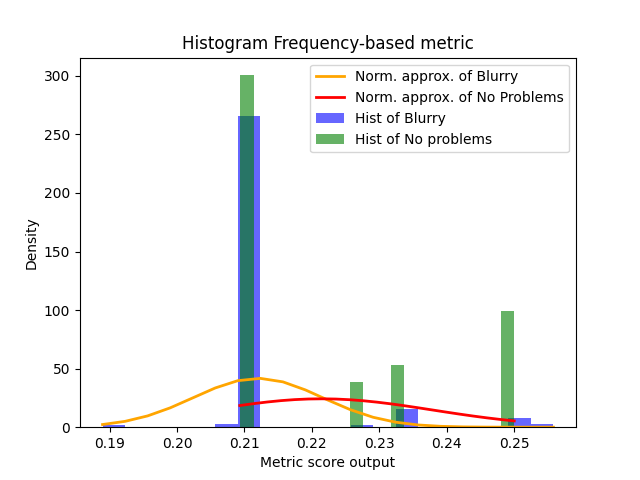 Histogram Frequency-based metric
Norm. approx. of Blurry
Norm. approx. of No Problems
Hist of Blurry
Hist of No problems
Density
300
250
200
150
100
50
0
0.19 0.20 0.21 0.22 0.23 0.24 0.25
Metric score output